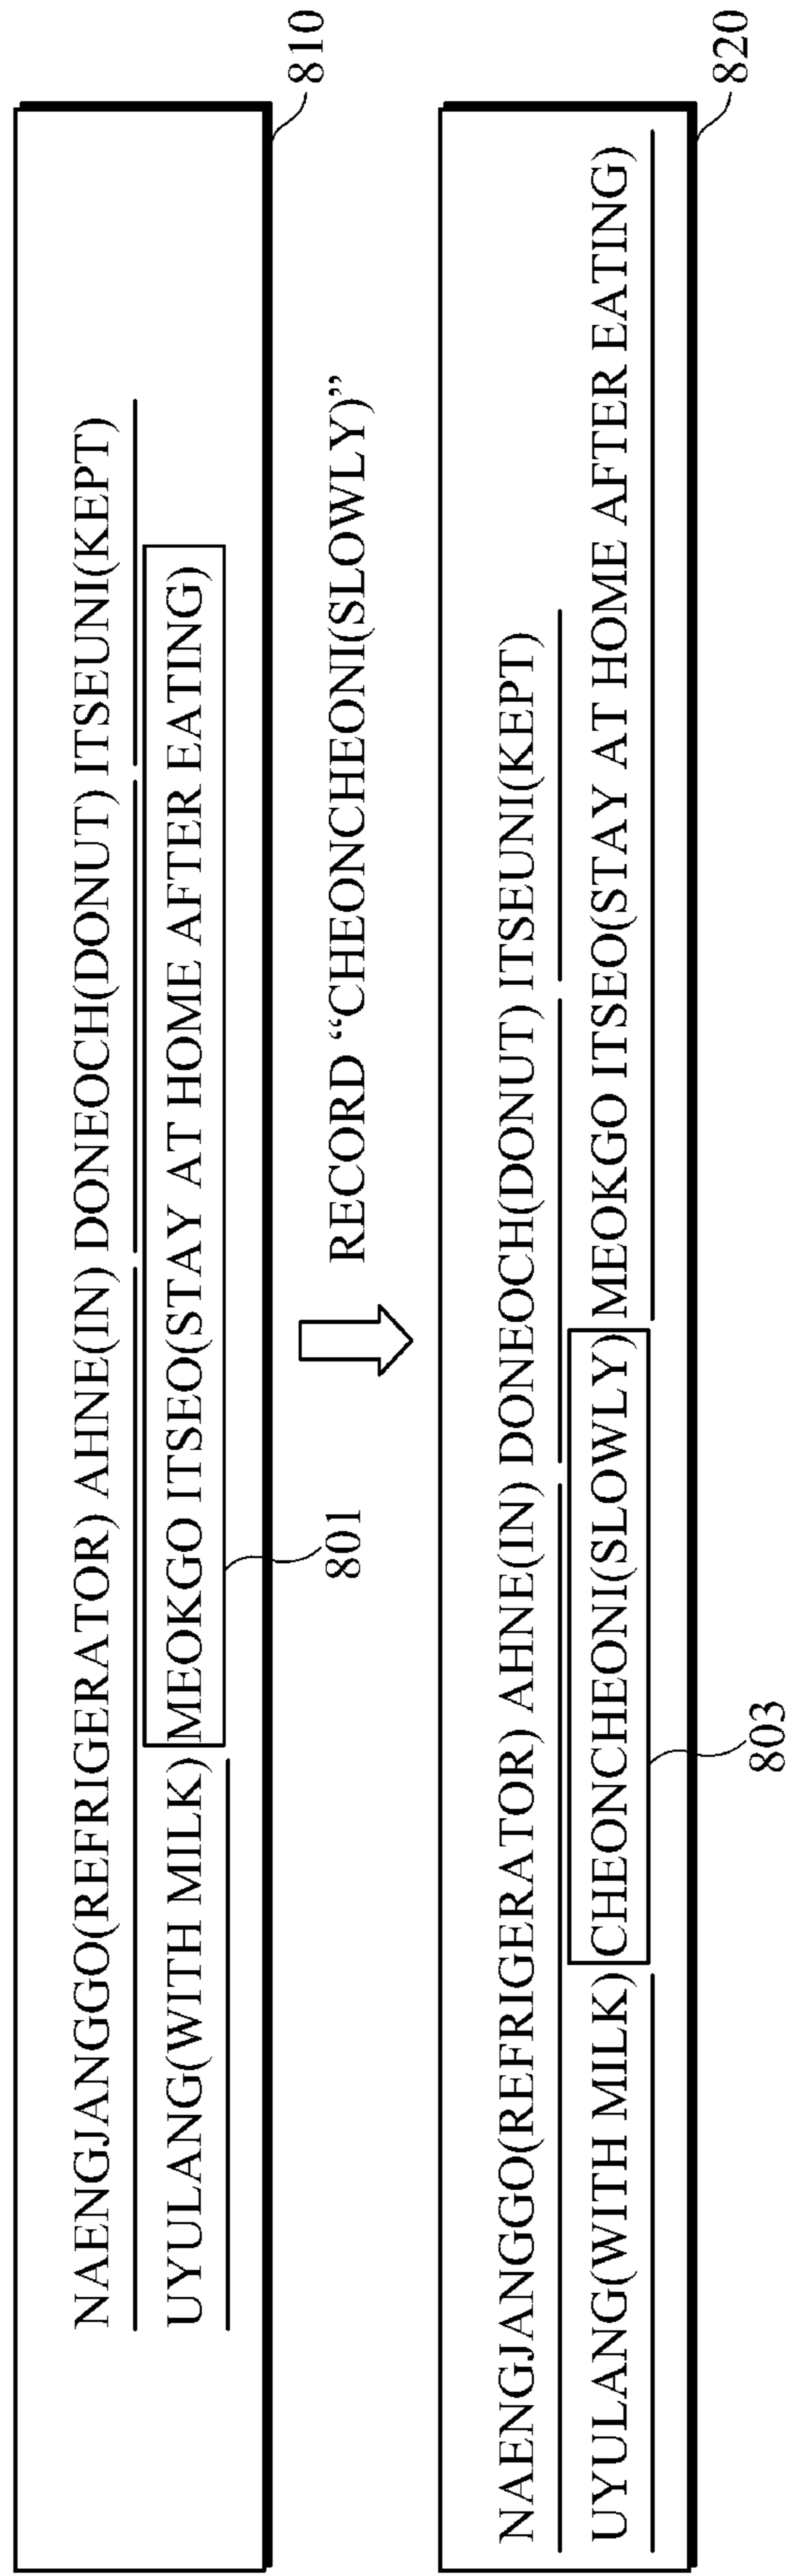 NAENGJANGGO(REFRIGERATOR) AHNE(IN) DONEOCH(DONUT) ITSEUNI(KEPT)
UYULANG(WITH MILK) MEOKGO ITSEO(STAY AT HOME AFTER EATING)
810
801
RECORD “CHEONCHEONI(SLOWLY)”
NAENGJANGGO(REFRIGERATOR) AHNE(IN) DONEOCH(DONUT) ITSEUNI(KEPT)
UYULANG(WITH MILK) CHEONCHEONI(SLOWLY) MEOKGO ITSEO(STAY AT HOME AFTER EATING)
820
803